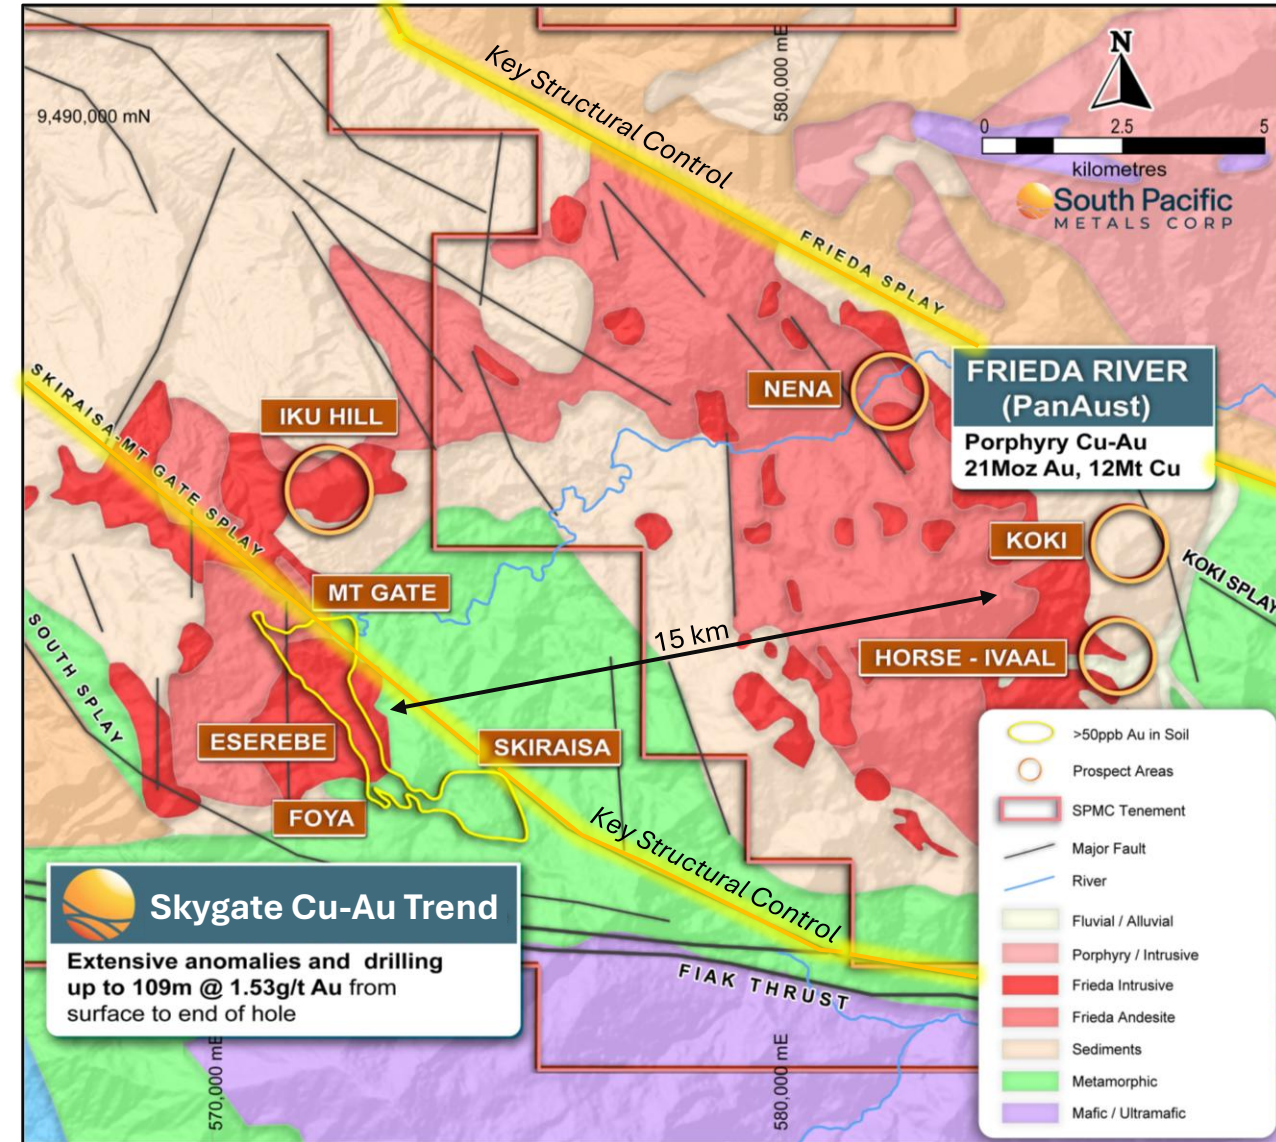 Key Structural Control
580,000 mE
N
9,490,000 mN
0 2.5 5
kilometres
South Pacific
METALS CORP
FRIEDA SPLAY
SKIRAISA-MT GATE SPLAY
IKU HILL
NENA
FRIEDA RIVER
(PanAust)
Porphyry Cu-Au
21Moz Au, 12Mt Cu
KOKI
KOKI SPLAY
MT GATE
SOUTH SPLAY
15 km
HORSE - IVAAL
ESEREBE
SKIRAISA
FOYA
Key Structural Control
Skygate Cu-Au Trend
Extensive anomalies and drilling
up to 109m @ 1.53g/t Au from
surface to end of hole
FIAK THRUST
570,000 mE
580,000 mE
>50ppb Au in Soil
Prospect Areas
SPMC Tenement
Major Fault
River
Fluvial / Alluvial
Porphyry / Intrusive
Frieda Intrusive
Frieda Andesite
Sediments
Metamorphic
Mafic / Ultramafic